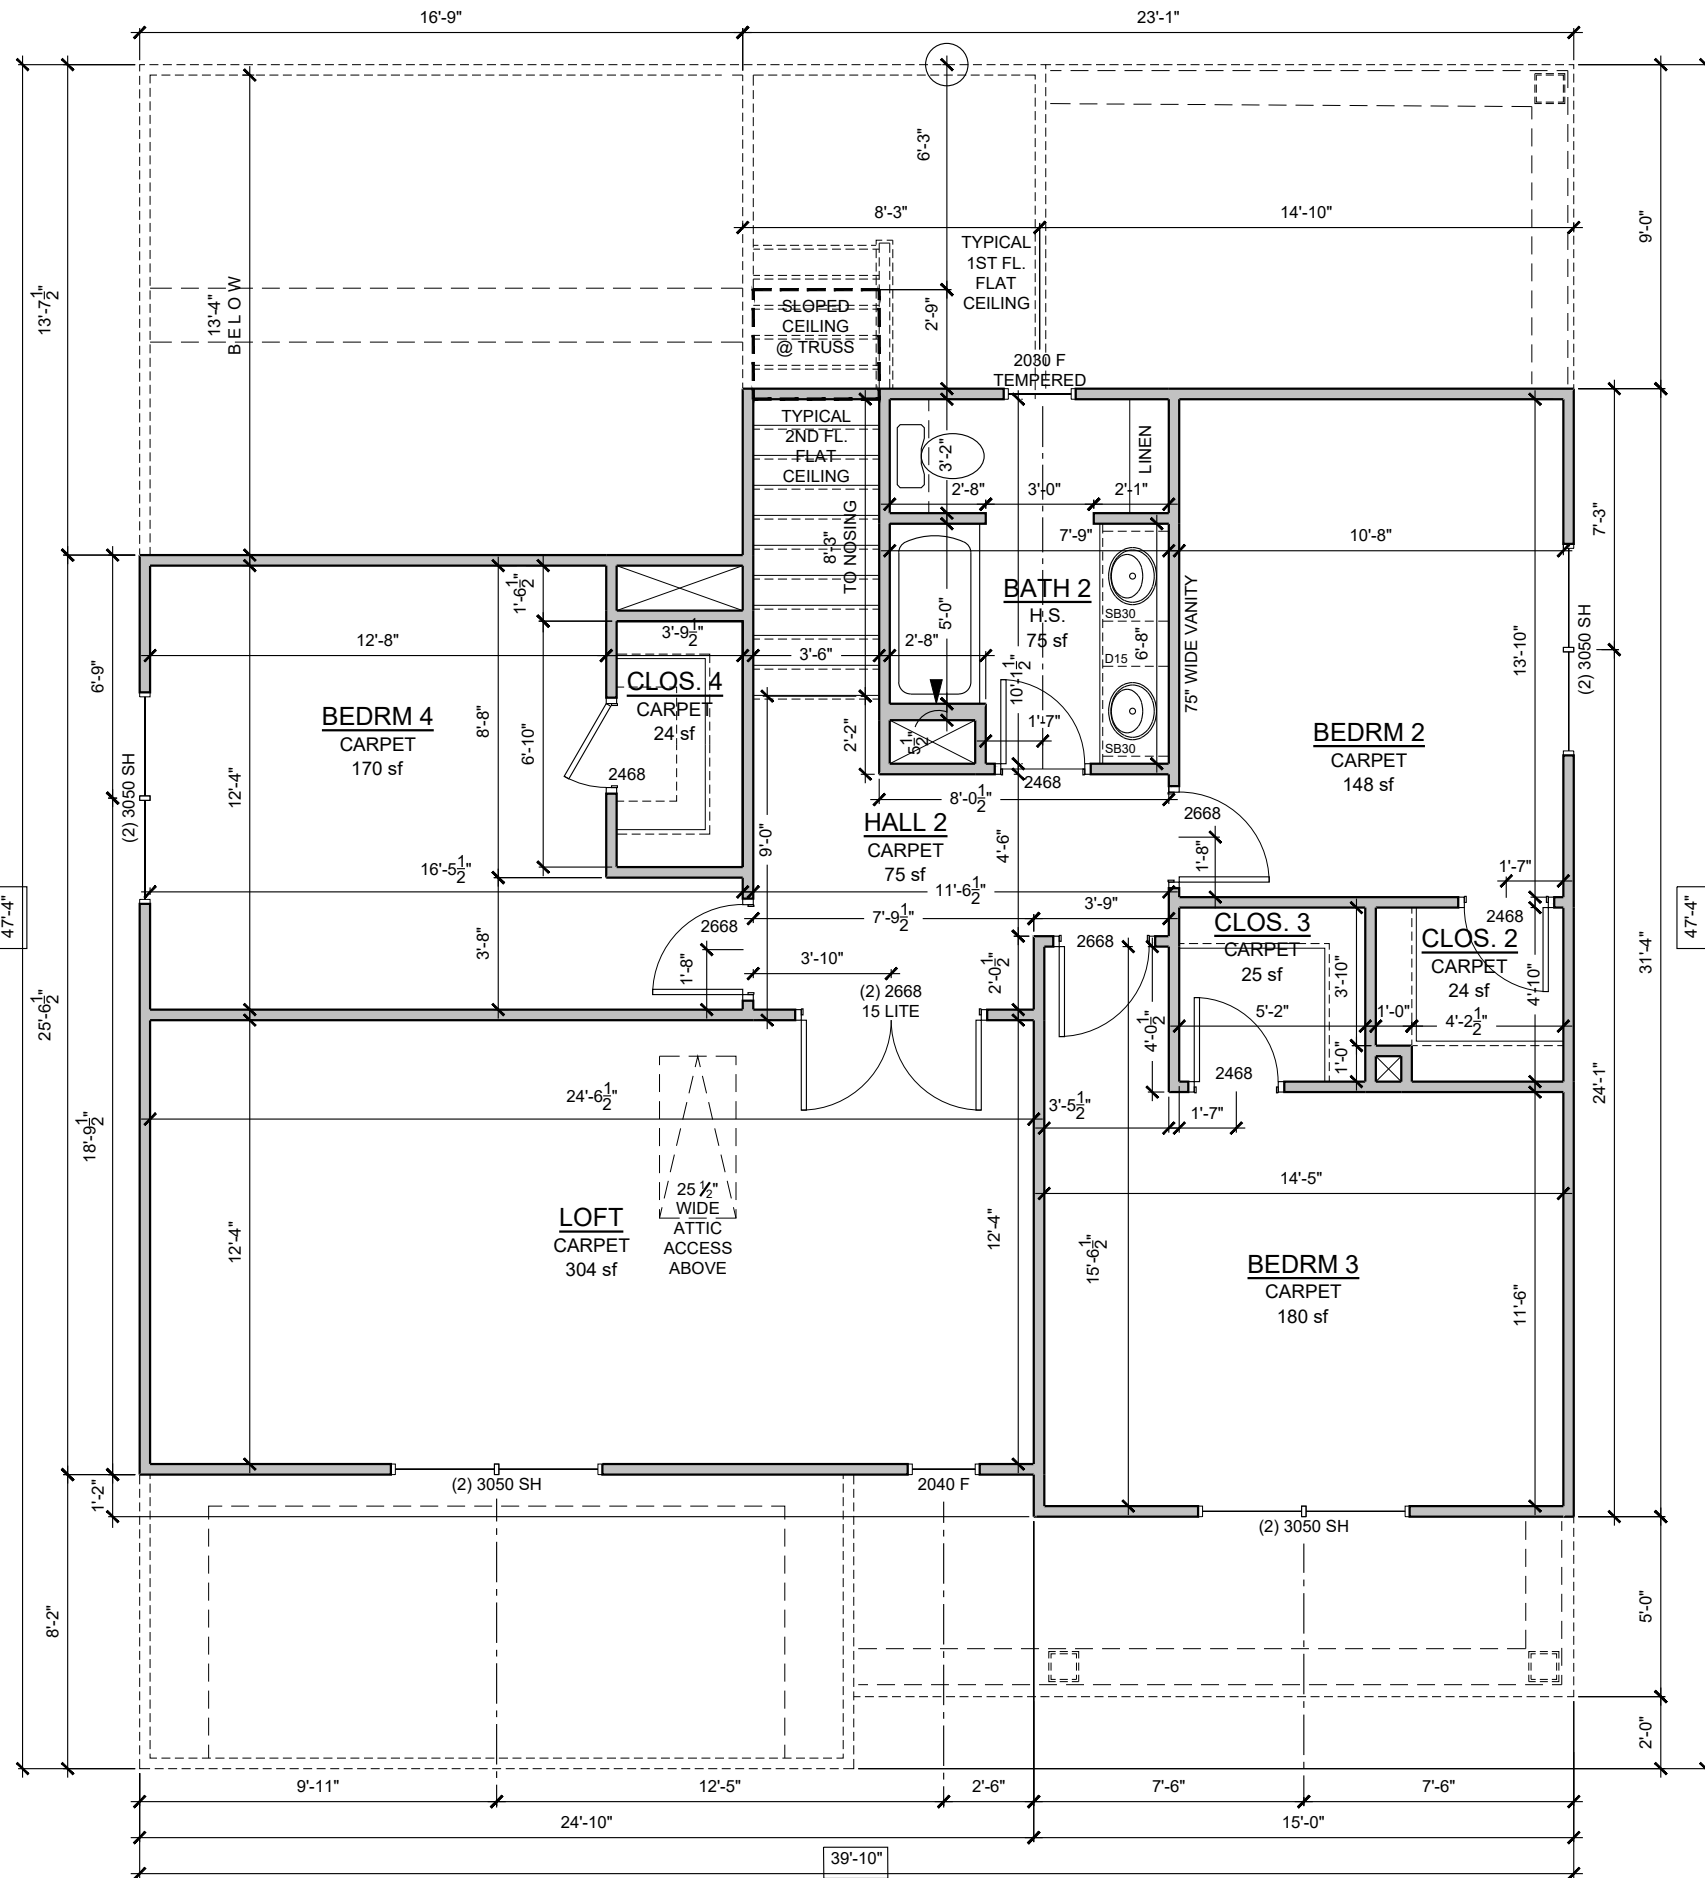 16'-9"
23'-1"
6'-3"
8'-3"
14'-10"
9'-0"
13'-7 1/2"
13'-4"
BELOW
TYPICAL
1ST FL.
FLAT
CEILING
SLOPED
CEILING
@ TRUSS
2'-9"
2030 F
TEMPERED
TYPICAL
2ND FL.
FLAT
CEILING
8'-3"
TO NOSING
3'-2"
LINEN
2'-8"
3'-0"
2'-1"
7'-9"
10'-8"
7'-3"
1'-6 1/2"
BATH 2
H.S.
75 sf
SB30
D15
SB30
6'-8"
75" WIDE VANITY
5'-0"
2'-8"
10'-1 1/2"
1'-7"
5 1/2"
2468
12'-8"
3'-9 1/2"
3'-6"
6'-9"
(2) 3050 SH
BEDRM 4
CARPET
170 sf
8'-8"
6'-10"
12'-4"
CLOS. 4
CARPET
24 sf
2468
2'-2"
13'-10"
(2) 3050 SH
BEDRM 2
CARPET
148 sf
8'-0 1/2"
HALL 2
CARPET
75 sf
9'-0"
4'-6"
2668
1'-8"
1'-7"
16'-5 1/2"
11'-6 1/2"
7'-9 1/2"
3'-9"
47'-4"
47'-4"
2668
1'-8"
3'-8"
3'-10"
(2) 2668
15 LITE
2'-0 1/2"
2668
CLOS. 3
CARPET
25 sf
3'-10"
2468
CLOS. 2
CARPET
24 sf
4'-10"
31'-4"
25'-6 1/2"
4'-0 1/2"
5'-2"
1'-0"
4'-2 1/2"
1'-0"
2468
24'-1"
18'-9 1/2"
24'-6 1/2"
3'-5 1/2"
1'-7"
14'-5"
25 1/2"
WIDE
ATTIC
ACCESS
ABOVE
LOFT
CARPET
304 sf
12'-4"
12'-4"
15'-6 1/2"
BEDRM 3
CARPET
180 sf
11'-6"
(2) 3050 SH
2040 F
1'-2"
(2) 3050 SH
8'-2"
5'-0"
2'-0"
9'-11"
12'-5"
2'-6"
7'-6"
7'-6"
24'-10"
15'-0"
39'-10"